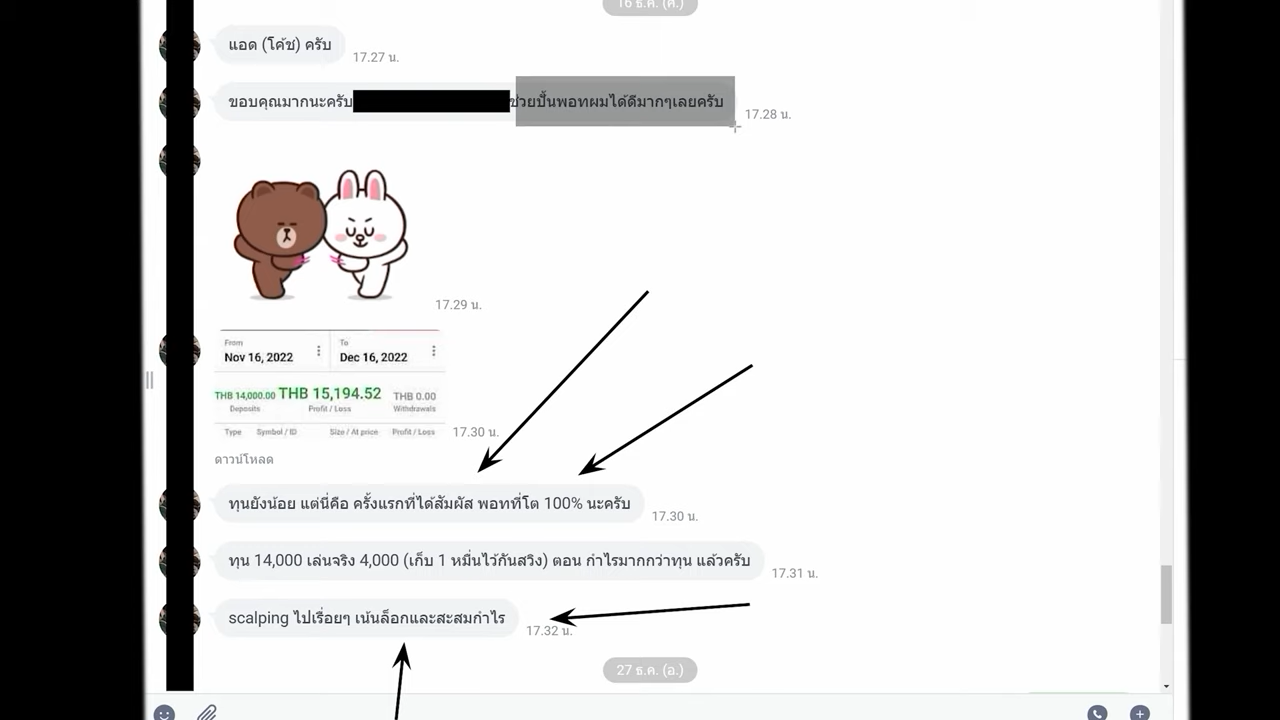 16 ธ.ค. (ศ.)
แอด (โค้ช) ครับ
17.27 น.
ขอบคุณมากนะครับ
ช่วยปั้นพอทผมได้ดีมากๆเลยครับ
17.28 น.
17.29 น.
From
To
Nov 16, 2022
Dec 16, 2022
THB 14,000.00 THB 15,194.52 THB 0.00
Deposits Profit / Loss Withdrawals
Type Symbol / ID Size / At price Profit / Loss
17.30 น.
ดาวน์โหลด
ทุนยังน้อย แต่นี่คือ ครั้งแรกที่ได้สัมผัส พอทที่โต 100% นะครับ
17.30 น.
ทุน 14,000 เล่นจริง 4,000 (เก็บ 1 หมื่นไว้กันสวิง) ตอน กำไรมากกว่าทุน แล้วครับ
17.31 น.
scalping ไปเรื่อยๆ เน้นล็อกและสะสมกำไร
17.32 น.
27 ธ.ค. (อ.)